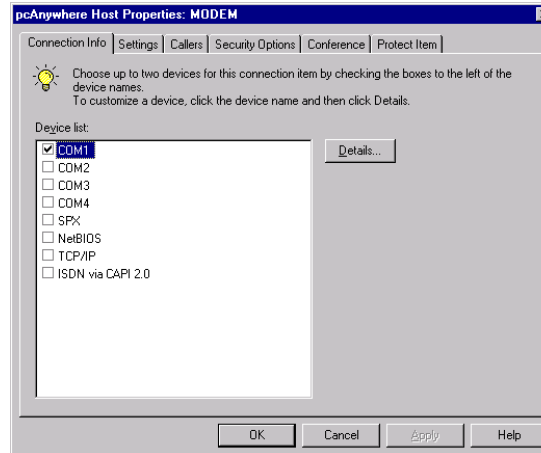 pcAnywhere Host Properties: MODEM
Connection Info Settings Callers Security Options Conference Protect Item
Choose up to two devices for this connection item by checking the boxes to the left of the
device names.
To customize a device, click the device name and then click Details.
Device list:
COM1
Details...
COM2
COM3
COM4
SPX
NetBIOS
TCP/IP
ISDN via CAPI 2.0
OK Cancel Apply Help